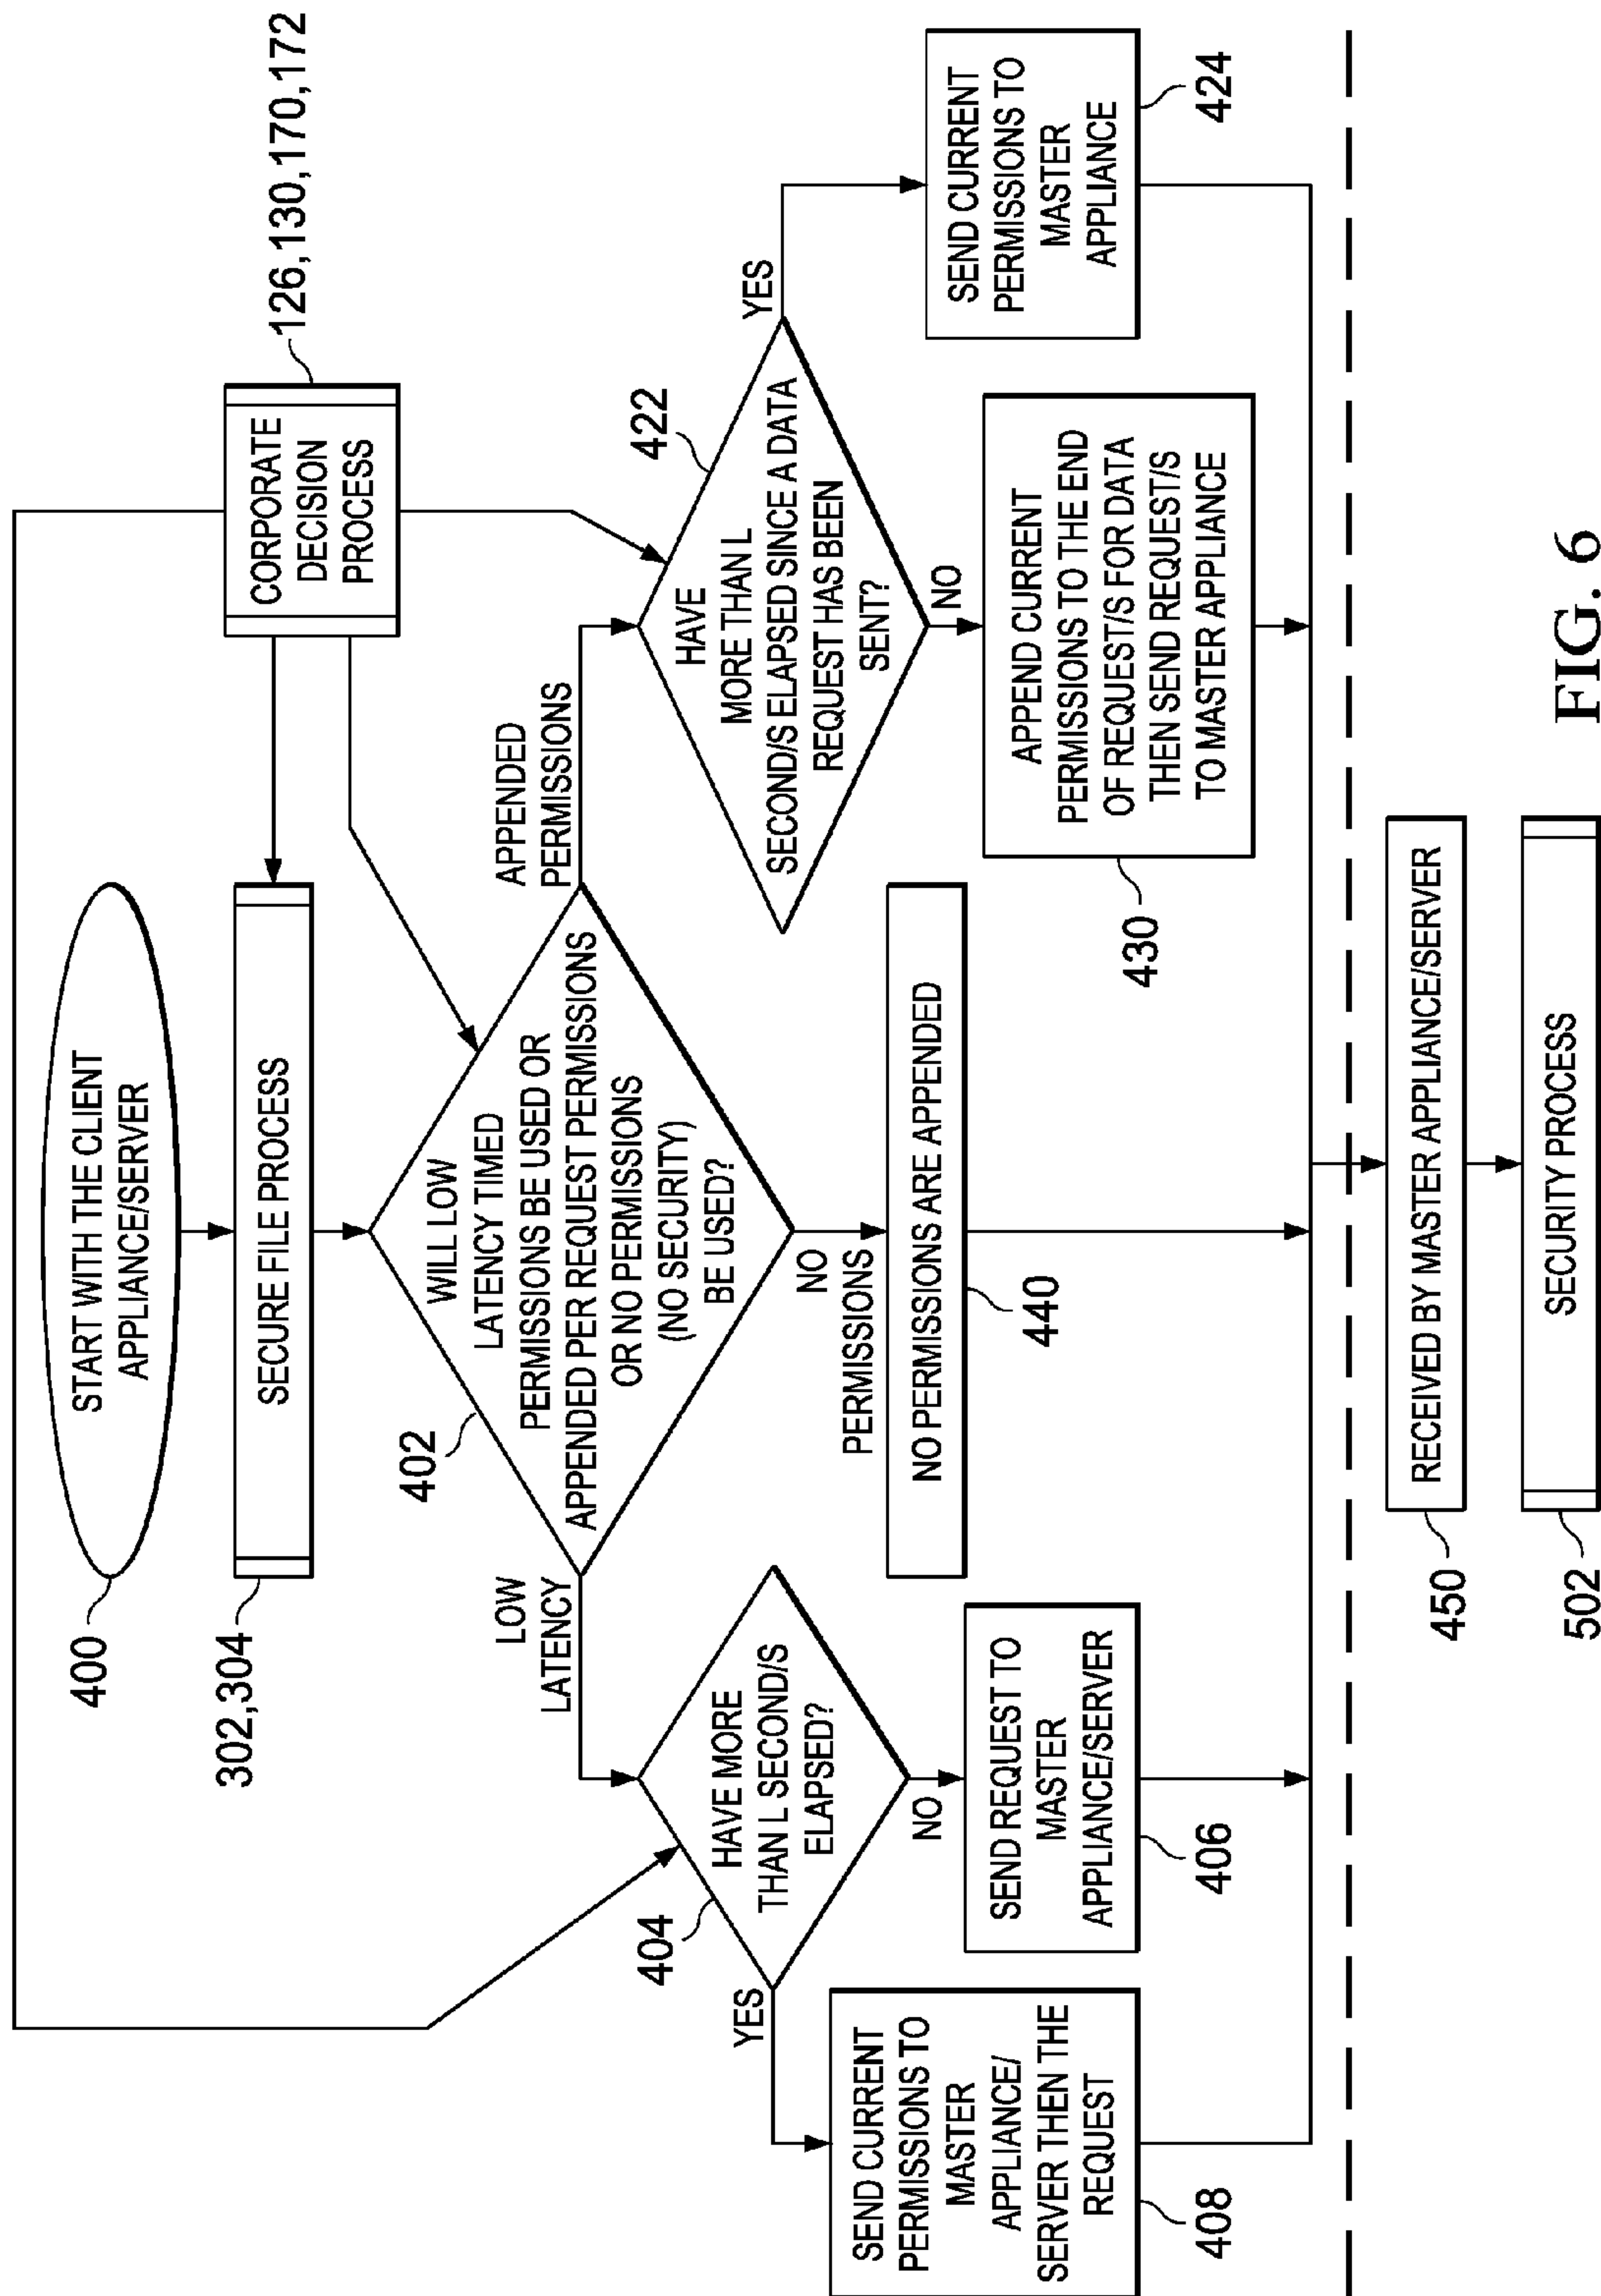 400
START WITH THE CLIENT
APPLIANCE/SERVER
302,304
SECURE FILE PROCESS
CORPORATE
DECISION
PROCESS
126,130,170,172
402
WILL LOW
LATENCY TIMED
PERMISSIONS BE USED OR
APPENDED PER REQUEST PERMISSIONS
OR NO PERMISSIONS
(NO SECURITY)
BE USED?
LOW
LATENCY
APPENDED
PERMISSIONS
NO
PERMISSIONS
404
HAVE MORE
THAN L SECOND/S
ELAPSED?
YES
NO
422
HAVE
MORE THAN L
SECOND/S ELAPSED SINCE A DATA
REQUEST HAS BEEN
SENT?
YES
NO
SEND CURRENT
PERMISSIONS TO
MASTER
APPLIANCE/
SERVER THEN THE
REQUEST
408
SEND REQUEST TO
MASTER
APPLIANCE/SERVER
406
NO PERMISSIONS ARE APPENDED
440
APPEND CURRENT
PERMISSIONS TO THE END
OF REQUEST/S FOR DATA
THEN SEND REQUEST/S
TO MASTER APPLIANCE
430
SEND CURRENT
PERMISSIONS TO
MASTER
APPLIANCE
424
RECEIVED BY MASTER APPLIANCE/SERVER
450
SECURITY PROCESS
502
FIG. 6